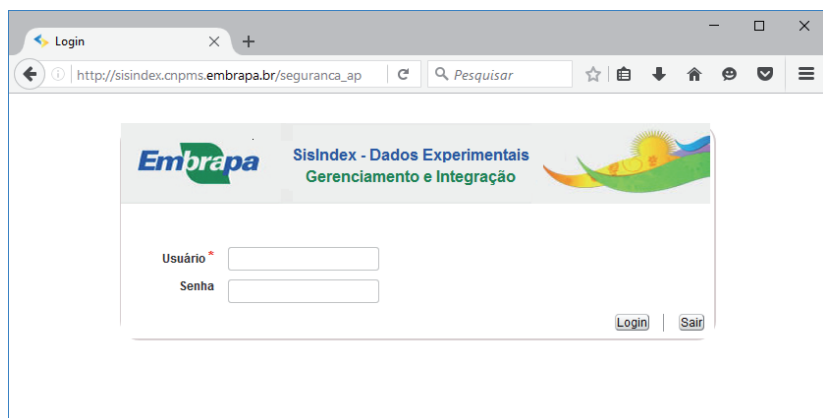 Login
http://sisindex.cnpms.embrapa.br/seguranca_ap
Pesquisar
Embrapa
SisIndex - Dados Experimentais
Gerenciamento e Integração
Usuário *
Senha
Login | Sair